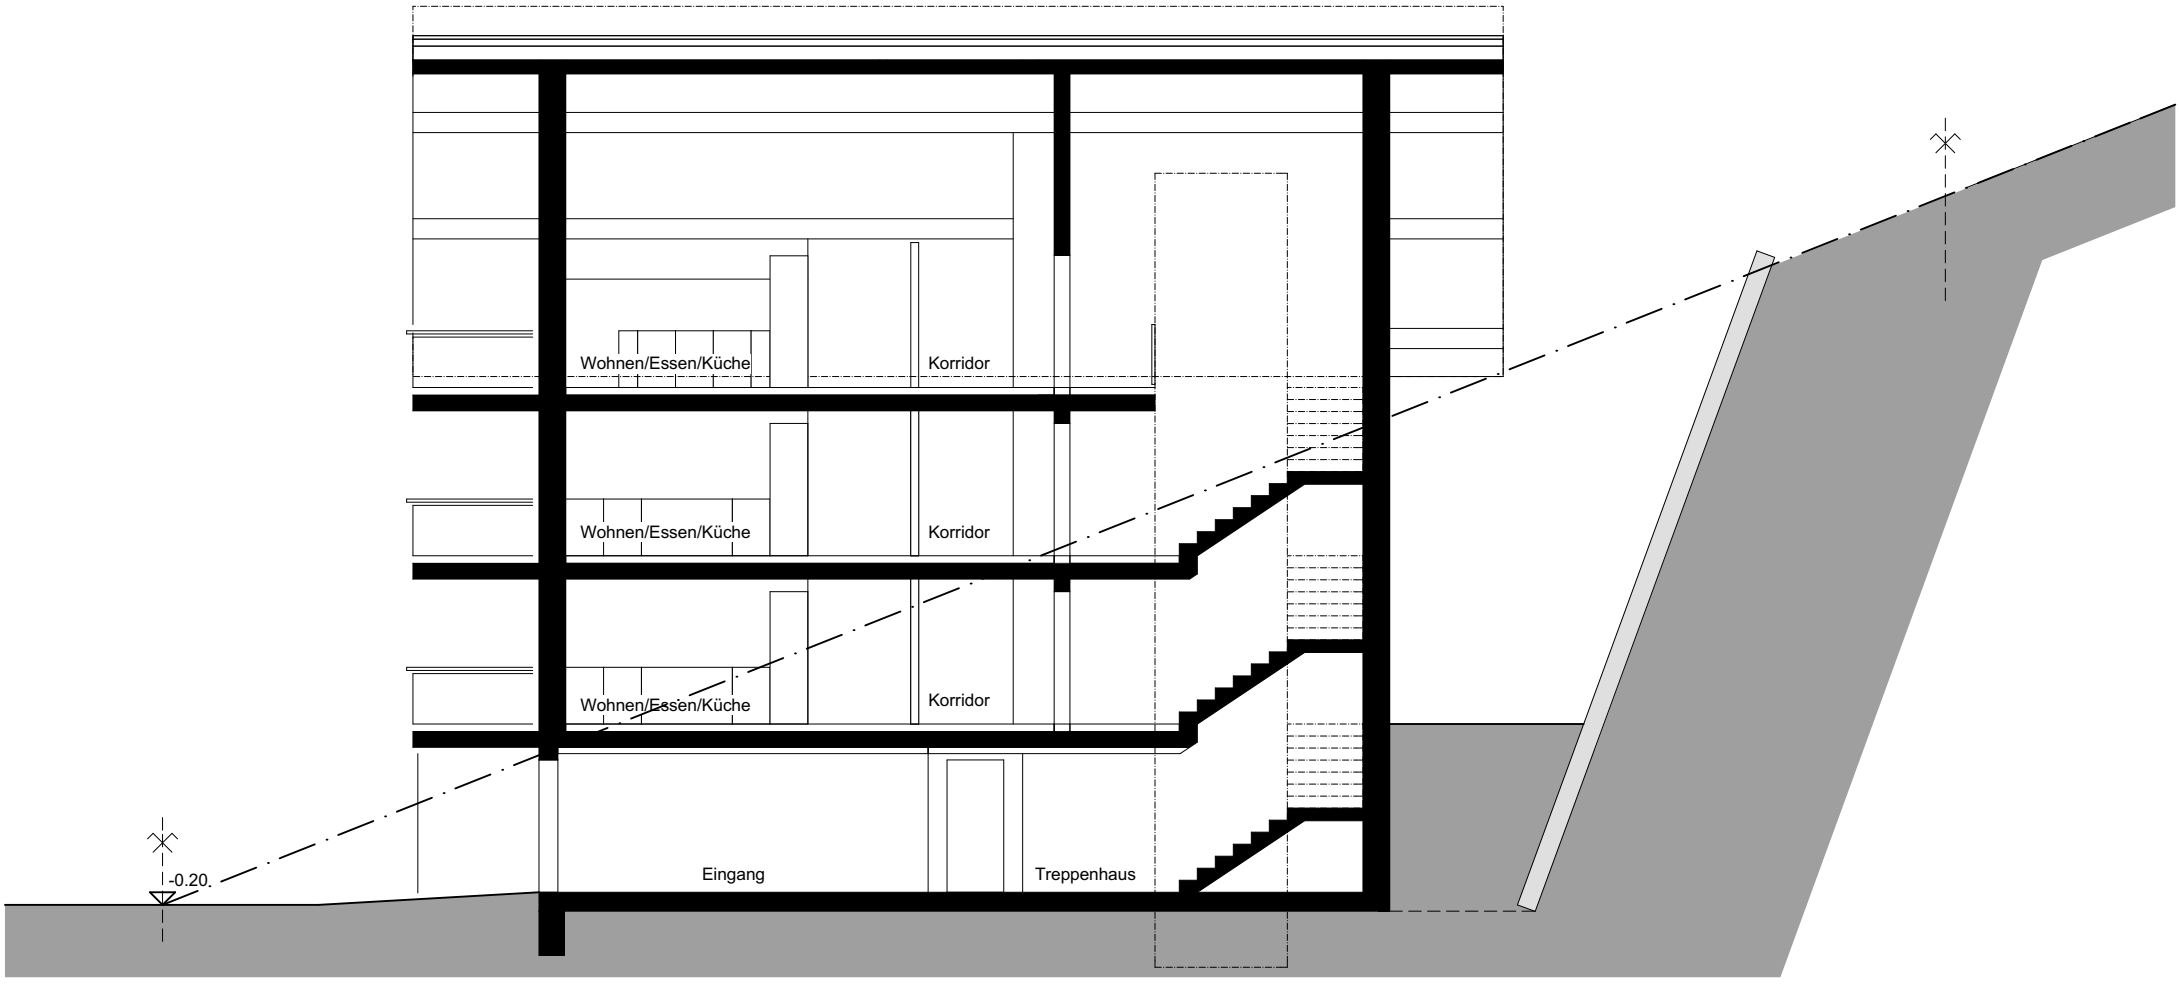 Wohnen/Essen/Küche Korridor
Wohnen/Essen/Küche Korridor
Wohnen/Essen/Küche Korridor
-0.20
Eingang Treppenhaus